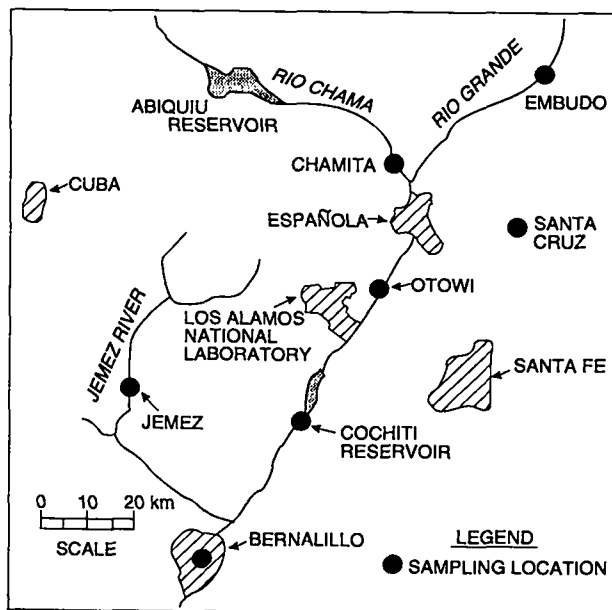 RIO CHAMA
RIO GRANDE
ABIQUIU
RESERVOIR
EMBUDO
CHAMITA
CUBA
ESPAÑOLA
SANTA
CRUZ
OTOWI
LOS ALAMOS
NATIONAL
LABORATORY
JEMEZ RIVER
SANTA FE
JEMEZ
COCHITI
RESERVOIR
0 10 20 km
SCALE
BERNALILLO
LEGEND
SAMPLING LOCATION